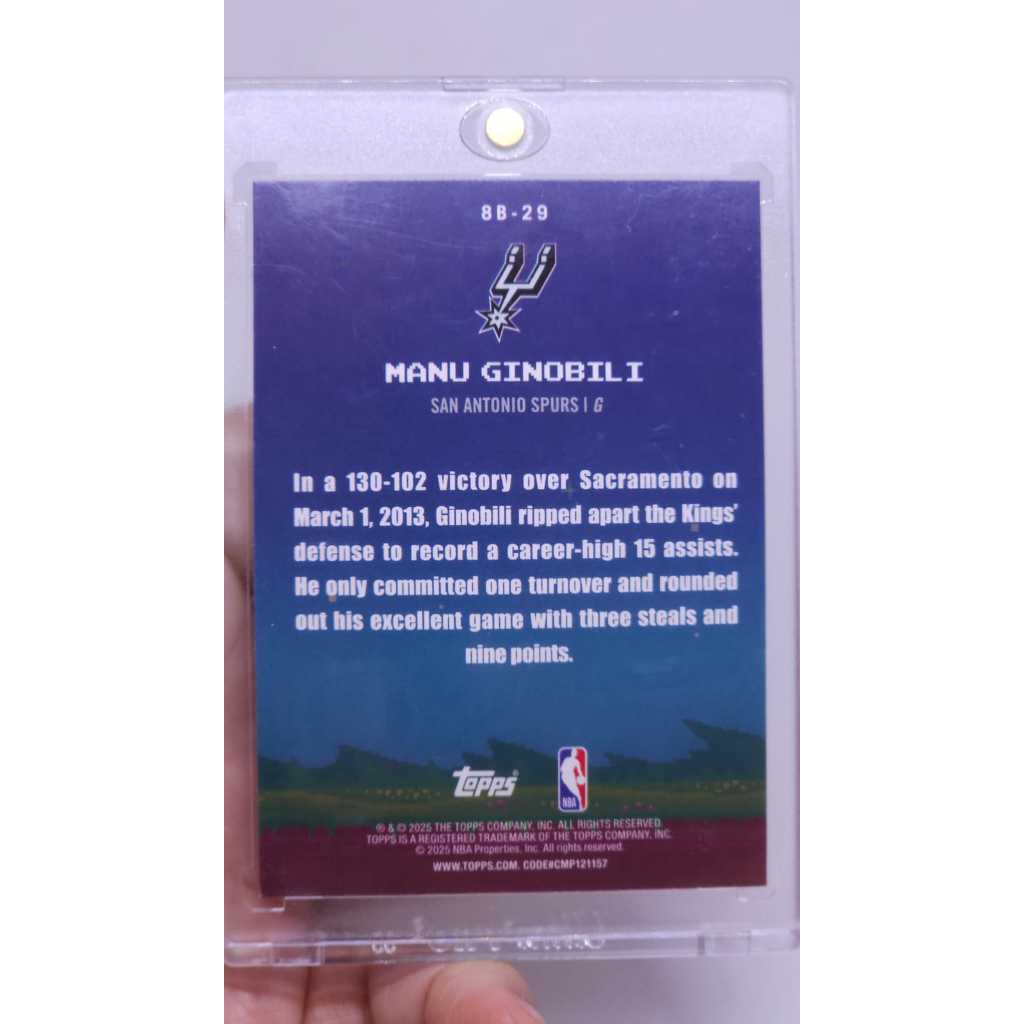 8B-29
MANU GINOBILI
SAN ANTONIO SPURS | G
In a 130-102 victory over Sacramento on
March 1, 2013, Ginobili ripped apart the Kings'
defense to record a career-high 15 assists.
He only committed one turnover and rounded
out his excellent game with three steals and
nine points.
topps®
NBA
® & © 2025 THE TOPPS COMPANY, INC. ALL RIGHTS RESERVED.
TOPPS IS A REGISTERED TRADEMARK OF THE TOPPS COMPANY, INC.
© 2025 NBA Properties, Inc. All rights reserved.
WWW.TOPPS.COM. CODE#CMP121157